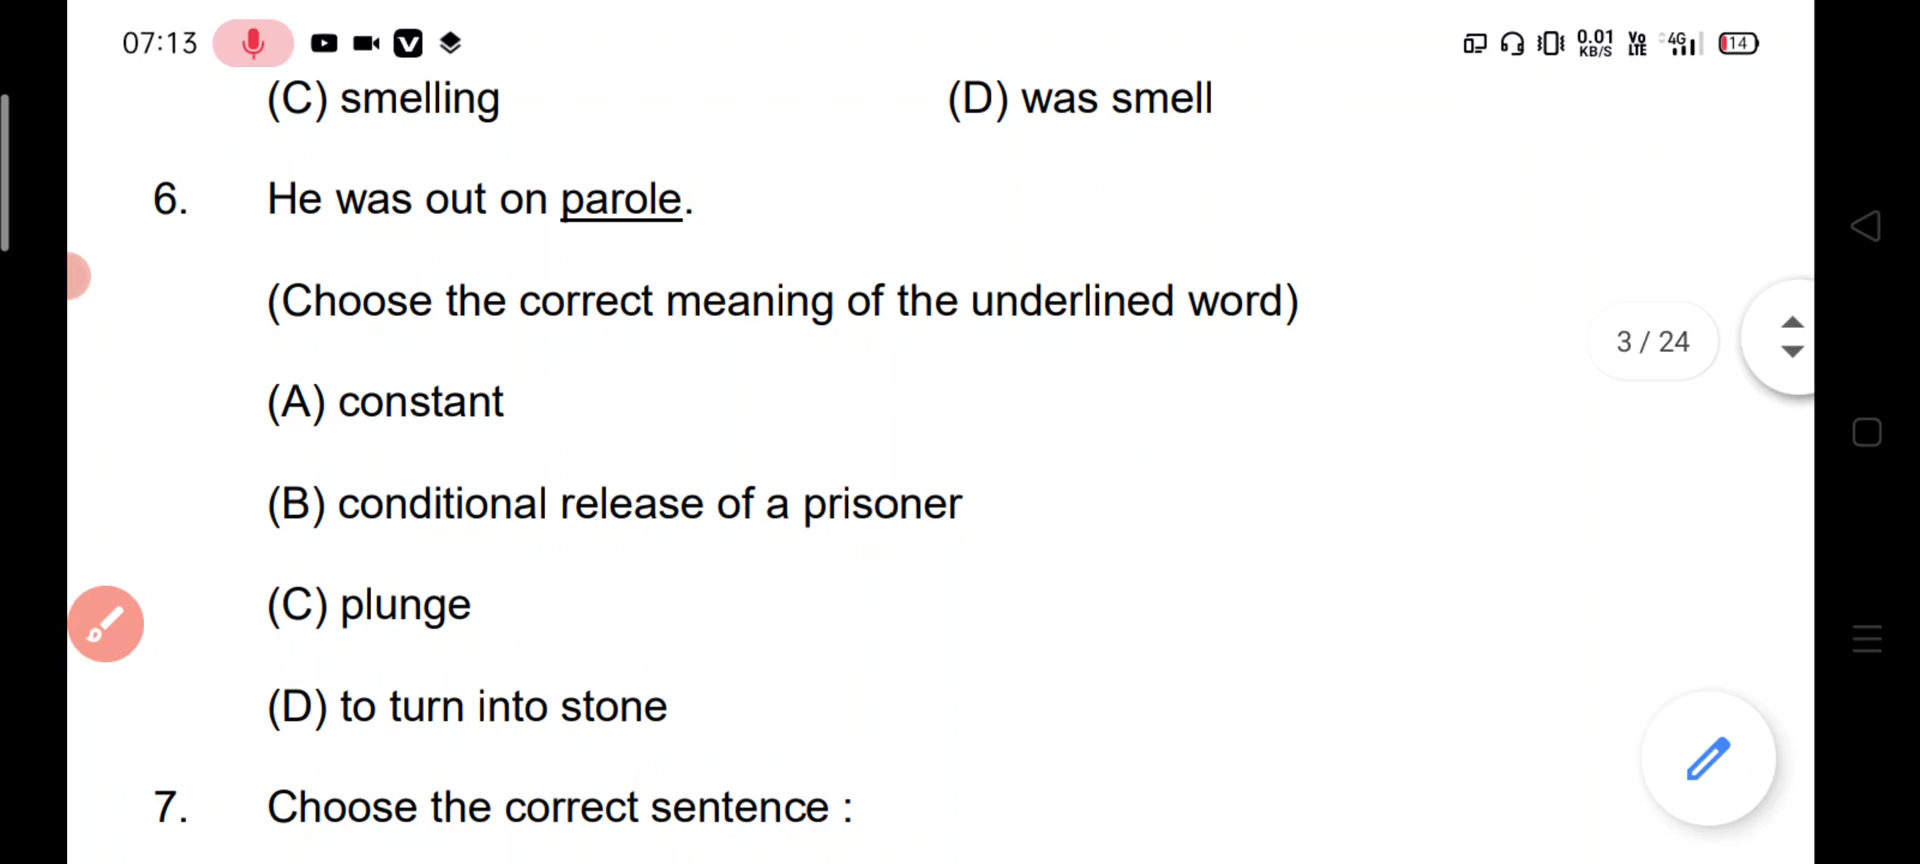 07:13 0.01 KB/S Vo LTE 4G 14
(C) smelling (D) was smell
6. He was out on parole.
(Choose the correct meaning of the underlined word)
3 / 24
(A) constant
(B) conditional release of a prisoner
(C) plunge
(D) to turn into stone
7. Choose the correct sentence :